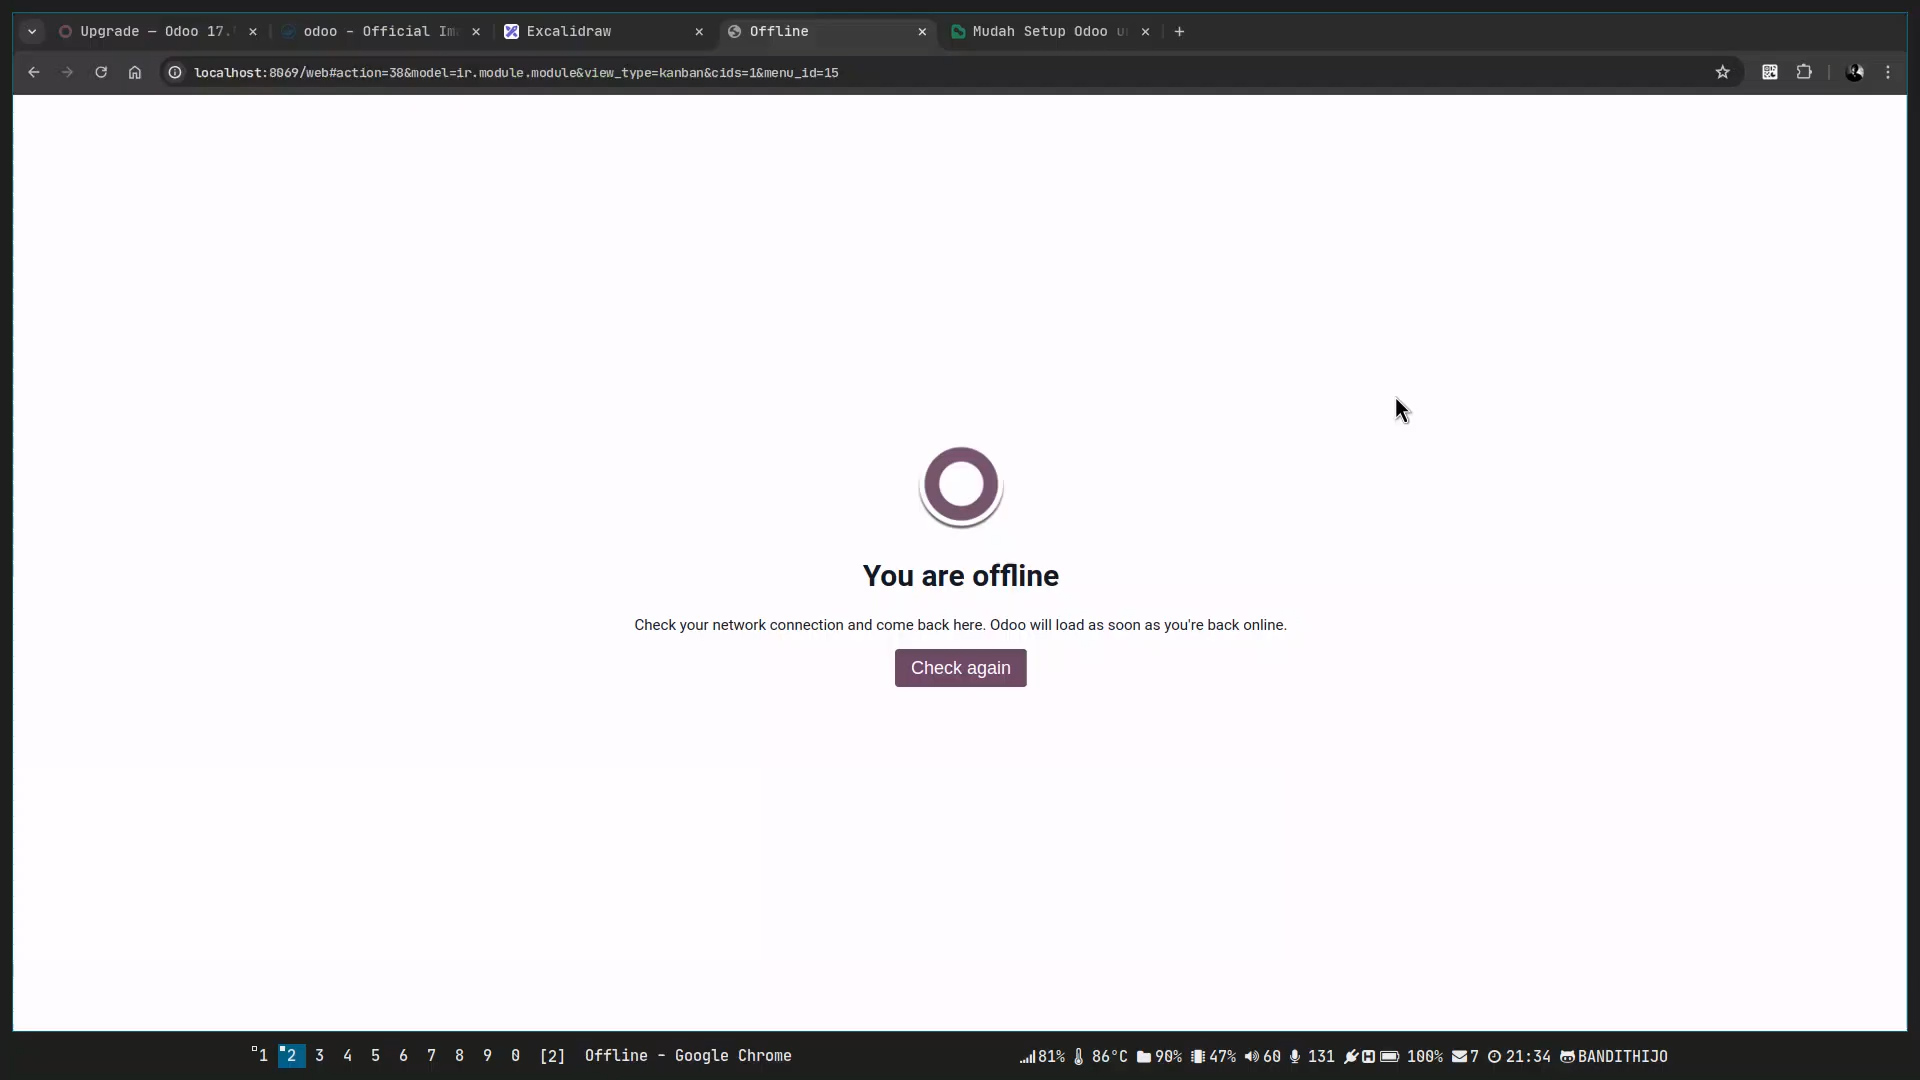 Upgrade — Odoo 17.
odoo - Official Im
Excalidraw
Offline
Mudah Setup Odoo u
localhost:8069/web#action=38&model=ir.module.module&view_type=kanban&cids=1&menu_id=15
You are offline
Check your network connection and come back here. Odoo will load as soon as you're back online.
Check again
1 2 3 4 5 6 7 8 9 0 [2] Offline - Google Chrome
81% 86°C 90% 47% 60 131 H 100% 7 21:34 BANDITHIJO